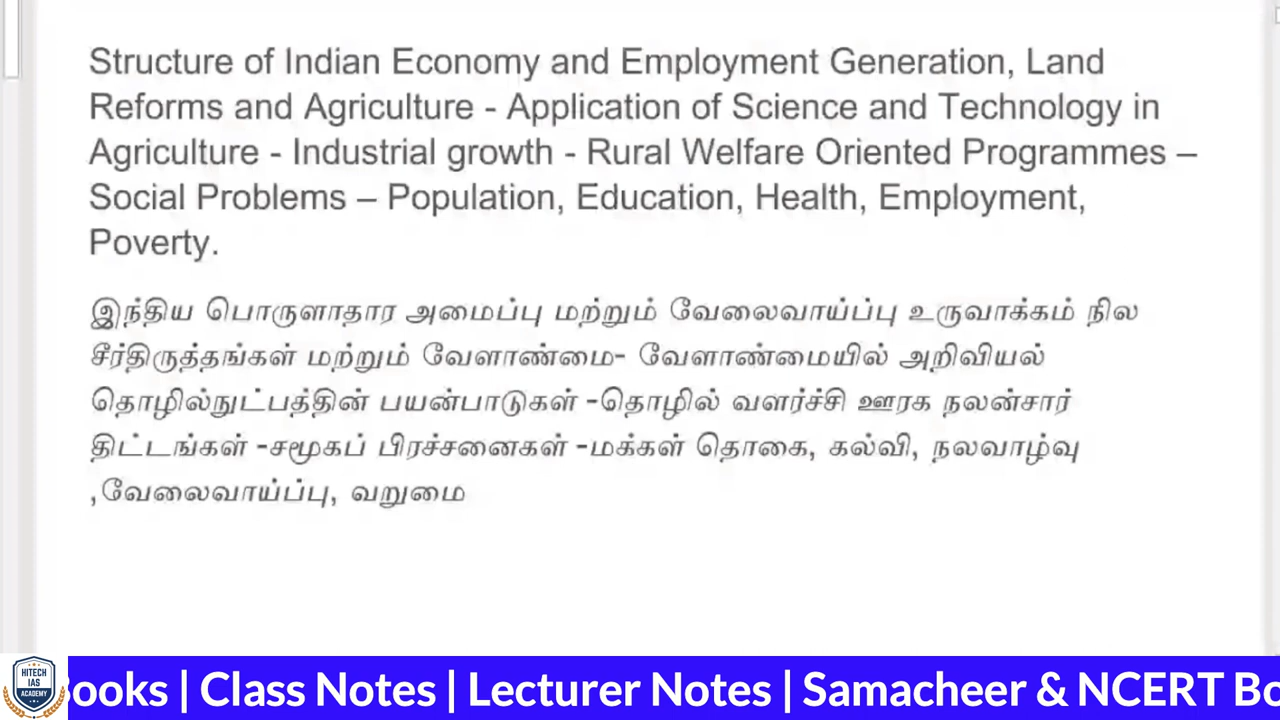 Structure of Indian Economy and Employment Generation, Land
Reforms and Agriculture - Application of Science and Technology in
Agriculture - Industrial growth - Rural Welfare Oriented Programmes –
Social Problems – Population, Education, Health, Employment,
Poverty.
இந்திய பொருளாதார அமைப்பு மற்றும் வேலைவாய்ப்பு உருவாக்கம் நில
சீர்திருத்தங்கள் மற்றும் வேளாண்மை- வேளாண்மையில் அறிவியல்
தொழில்நுட்பத்தின் பயன்பாடுகள் -தொழில் வளர்ச்சி ஊரக நலன்சார்
திட்டங்கள் -சமூகப் பிரச்சனைகள் -மக்கள் தொகை, கல்வி, நலவாழ்வு
,வேலைவாய்ப்பு, வறுமை
HITECH
IAS
ACADEMY
ooks | Class Notes | Lecturer Notes | Samacheer & NCERT Bo